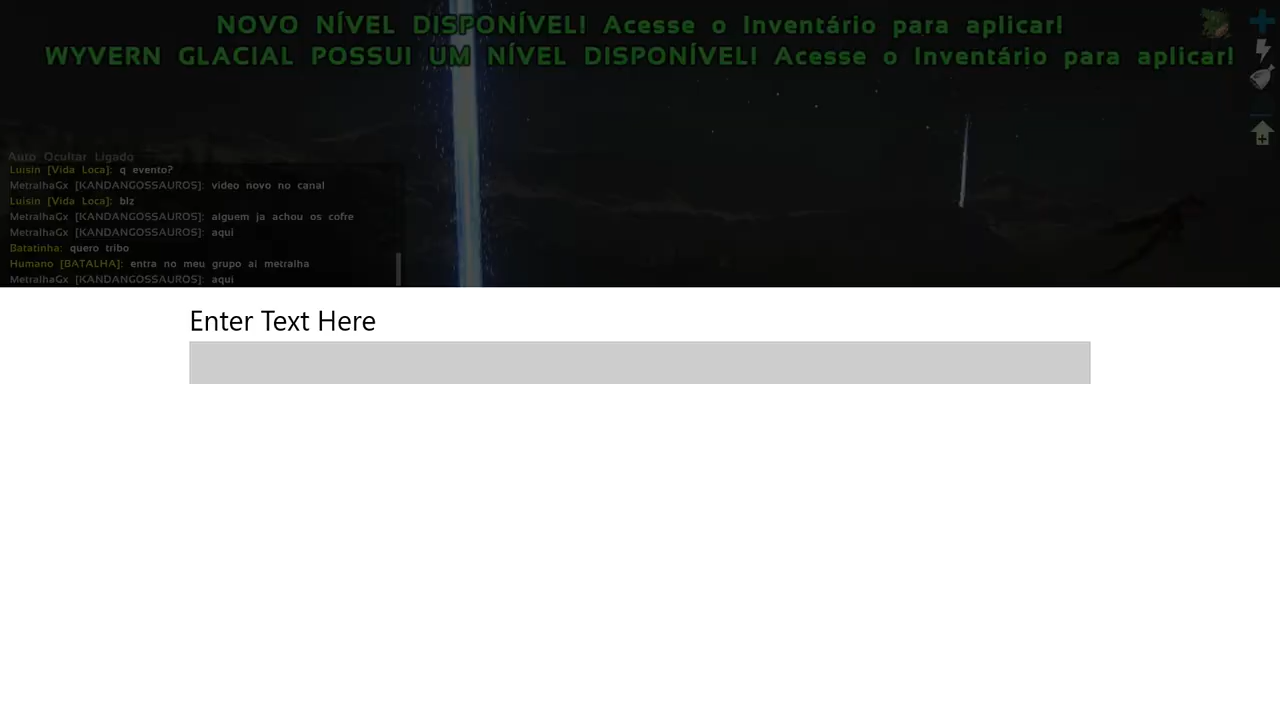 NOVO NÍVEL DISPONÍVEL! Acesse o Inventário para aplicar!
WYVERN GLACIAL POSSUI UM NÍVEL DISPONÍVEL! Acesse o Inventário para aplicar!
Auto Ocultar Ligado
Luisin [Vida Loca]: q evento?
MetralhaGx [KANDANGOSSAUROS]: video novo no canal
Luisin [Vida Loca]: blz
MetralhaGx [KANDANGOSSAUROS]: alguem ja achou os cofre
MetralhaGx [KANDANGOSSAUROS]: aqui
Batatinha: quero tribo
Humano [BATALHA]: entra no meu grupo ai metralha
MetralhaGx [KANDANGOSSAUROS]: aqui
Enter Text Here